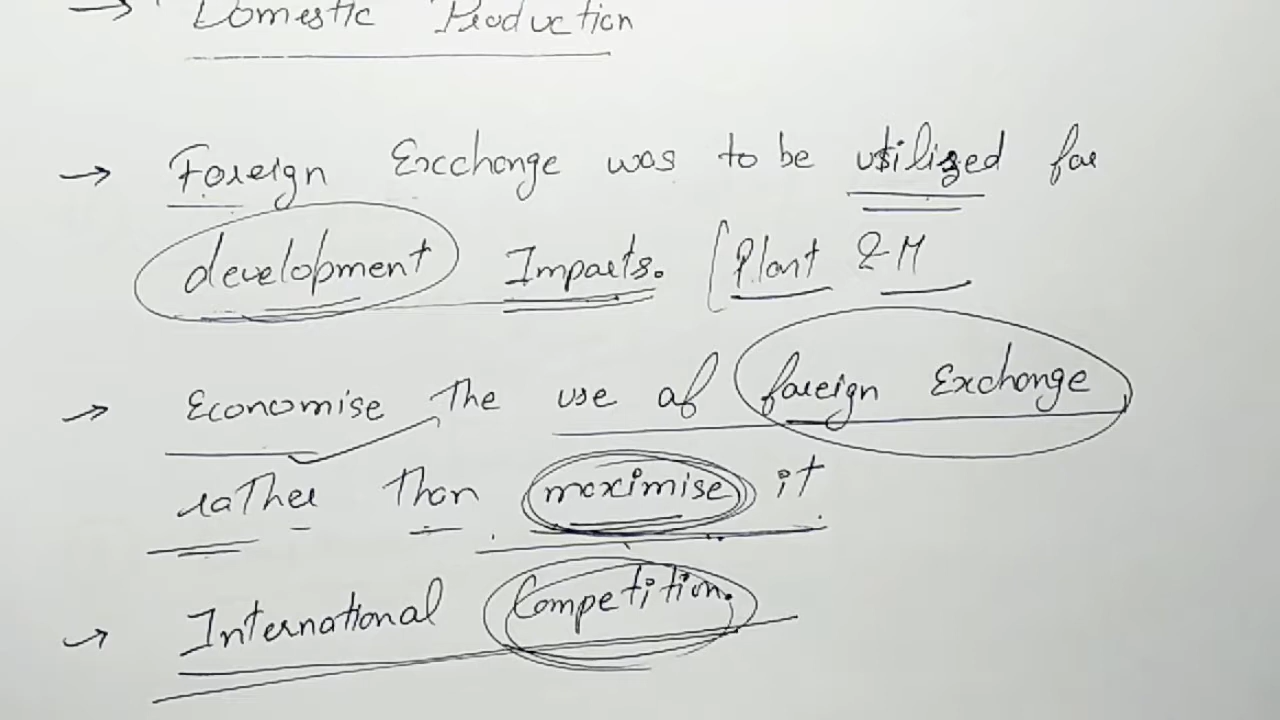 → Domestic Production
→ Foreign Exchange was to be utilized for
development Imports. [Plant & M
→ Economise the use of foreign Exchange
rather than maximise it
→ International Competition.